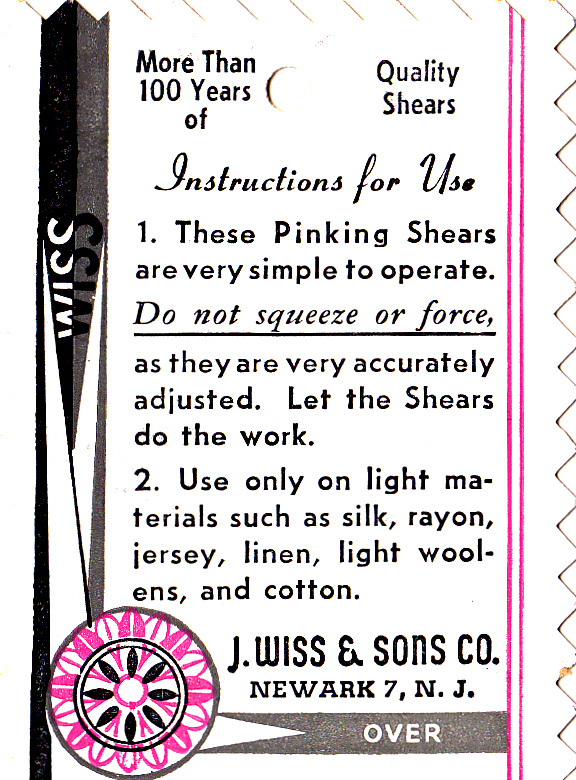 More Than
100 Years
of
Quality
Shears
Instructions for Use
1. These Pinking Shears
are very simple to operate.
Do not squeeze or force,
as they are very accurately
adjusted. Let the Shears
do the work.
2. Use only on light ma-
terials such as silk, rayon,
jersey, linen, light wool-
ens, and cotton.
WISS
J. WISS & SONS CO.
NEWARK 7, N. J.
OVER